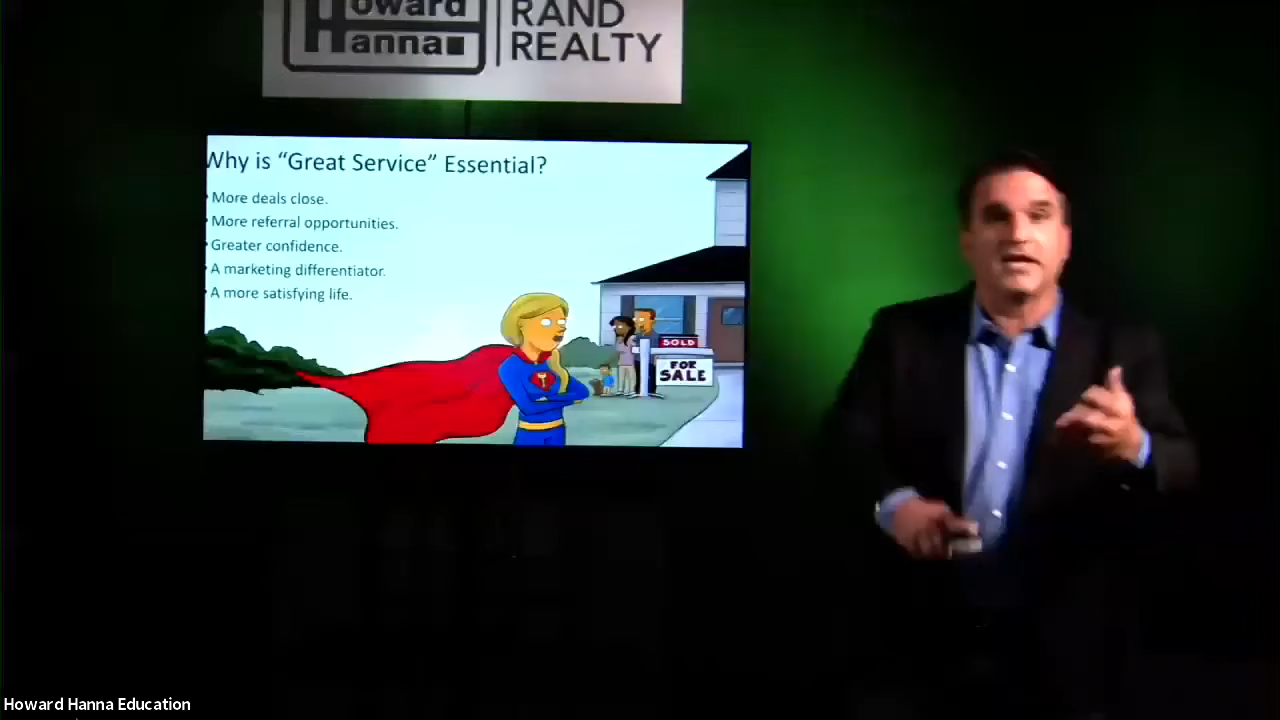 Howard
Hanna
RAND
REALTY
Why is “Great Service” Essential?
• More deals close.
• More referral opportunities.
• Greater confidence.
• A marketing differentiator.
• A more satisfying life.
SOLD
FOR
SALE
Howard Hanna Education